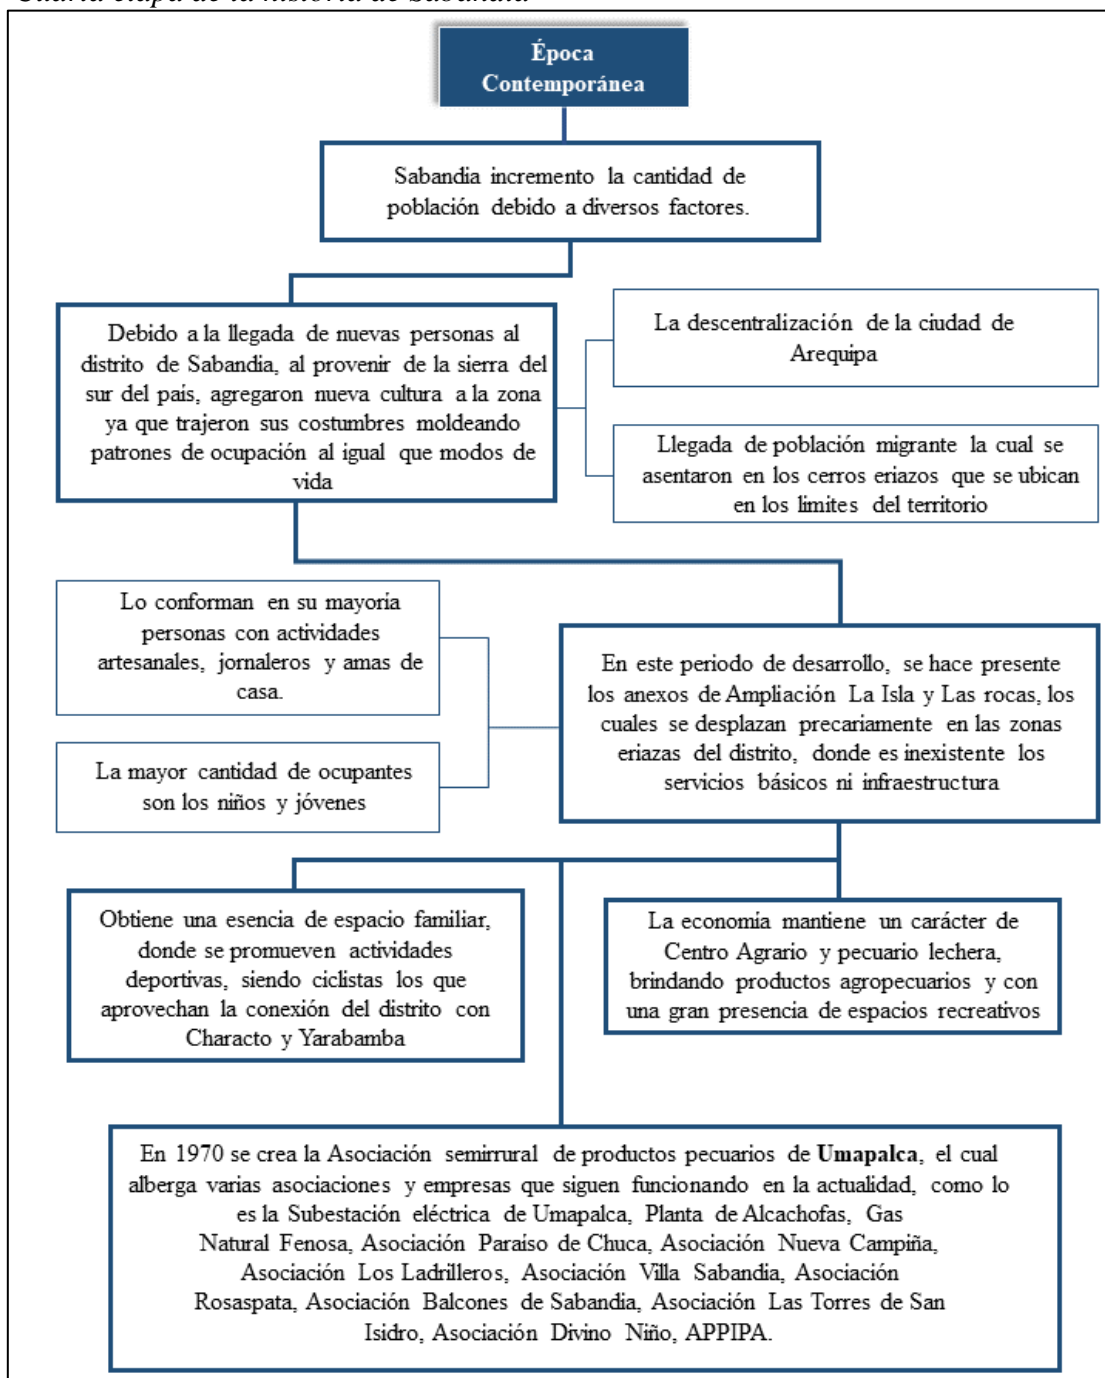 Cuarta etapa de la historia de Sabandia
Época
Contemporánea
Sabandia incremento la cantidad de
población debido a diversos factores.
Debido a la llegada de nuevas personas al
distrito de Sabandia, al provenir de la sierra del
sur del país, agregaron nueva cultura a la zona
ya que trajeron sus costumbres moldeando
patrones de ocupación al igual que modos de
vida
La descentralización de la ciudad de
Arequipa
Llegada de población migrante la cual se
asentaron en los cerros eriazos que se ubican
en los limites del territorio
Lo conforman en su mayoría
personas con actividades
artesanales, jornaleros y amas de
casa.
La mayor cantidad de ocupantes
son los niños y jóvenes
En este periodo de desarrollo, se hace presente
los anexos de Ampliación La Isla y Las rocas, los
cuales se desplazan precariamente en las zonas
eriazas del distrito, donde es inexistente los
servicios básicos ni infraestructura
Obtiene una esencia de espacio familiar,
donde se promueven actividades
deportivas, siendo ciclistas los que
aprovechan la conexión del distrito con
Characto y Yarabamba
La economía mantiene un carácter de
Centro Agrario y pecuario lechera,
brindando productos agropecuarios y con
una gran presencia de espacios recreativos
En 1970 se crea la Asociación semirrural de productos pecuarios de Umapalca, el cual
alberga varias asociaciones y empresas que siguen funcionando en la actualidad, como lo
es la Subestación eléctrica de Umapalca, Planta de Alcachofas, Gas
Natural Fenosa, Asociación Paraíso de Chuca, Asociación Nueva Campiña,
Asociación Los Ladrilleros, Asociación Villa Sabandia, Asociación
Rosaspata, Asociación Balcones de Sabandia, Asociación Las Torres de San
Isidro, Asociación Divino Niño, APPIPA.